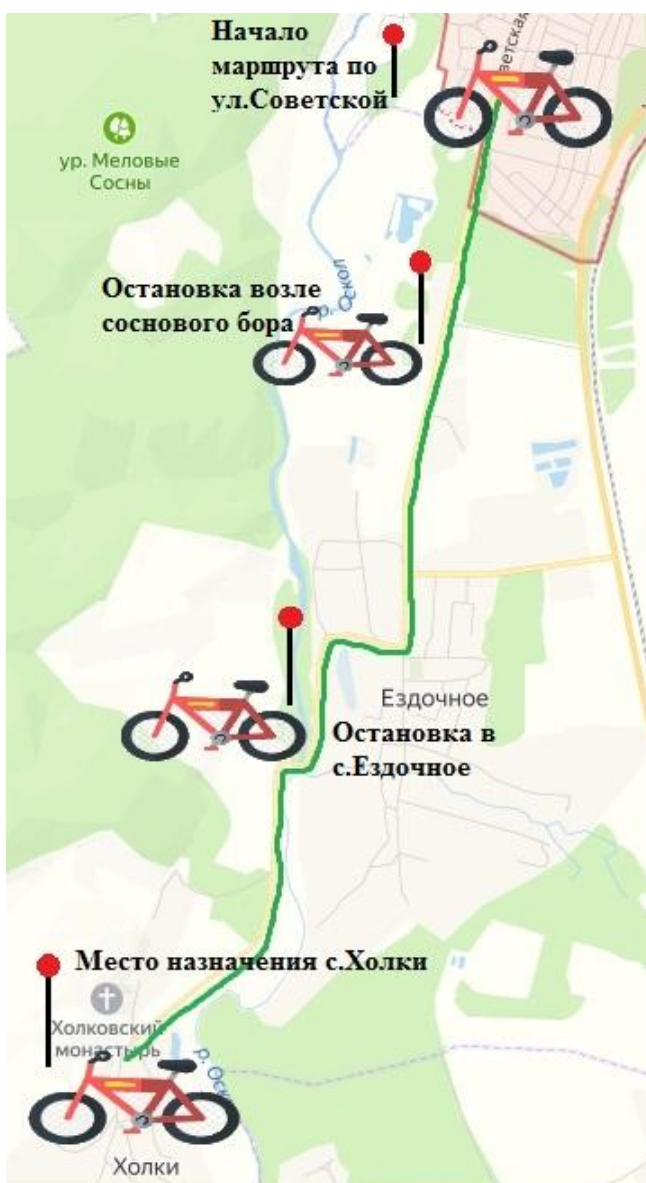 Начало
маршрута по
ул.Советской
ветская
ур. Меловые
Сосны
р. Оскол
Остановка возле
соснового бора
Ездочное
Остановка в
с.Ездочное
Место назначения с.Холки
Холковский
монастырь
р. Оск
Холки